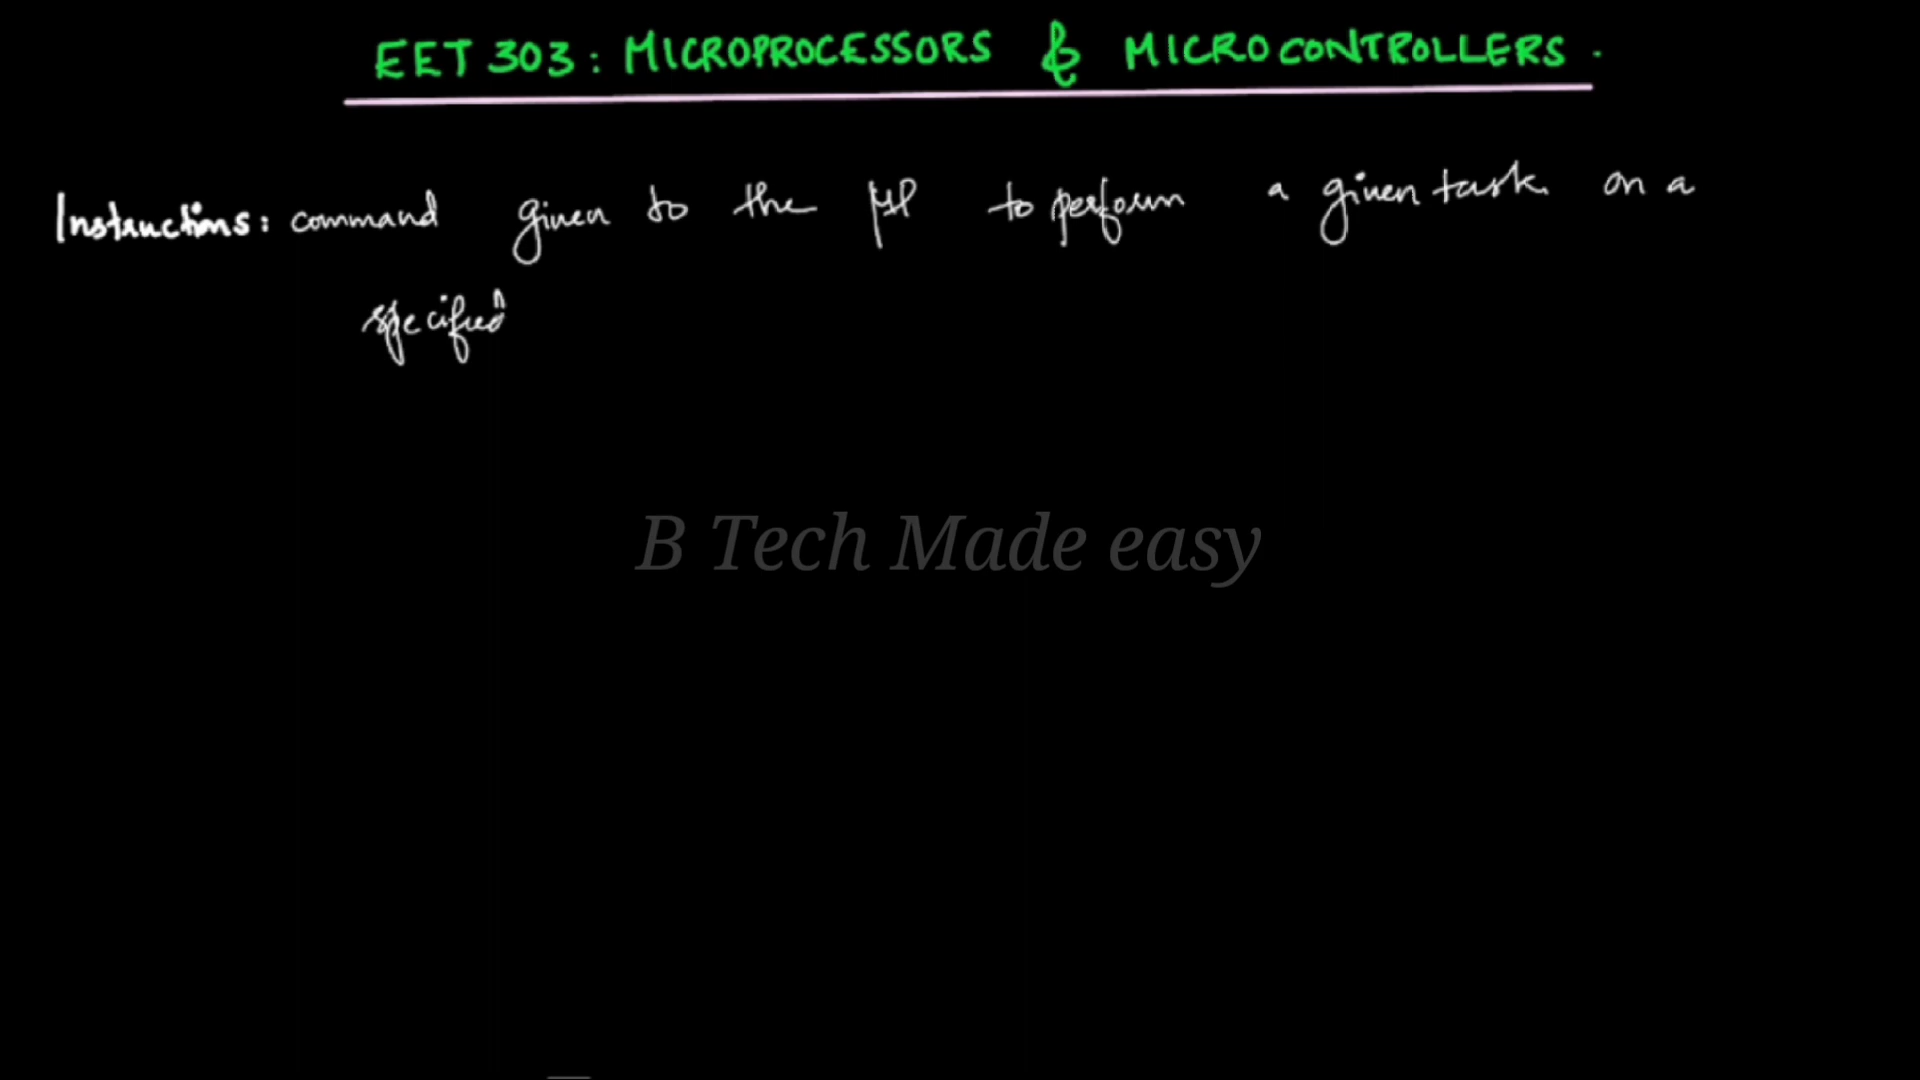 EET 303: MICROPROCESSORS & MICROCONTROLLERS.
Instructions: command given to the μP to perform a given task on a
specified
B Tech Made easy